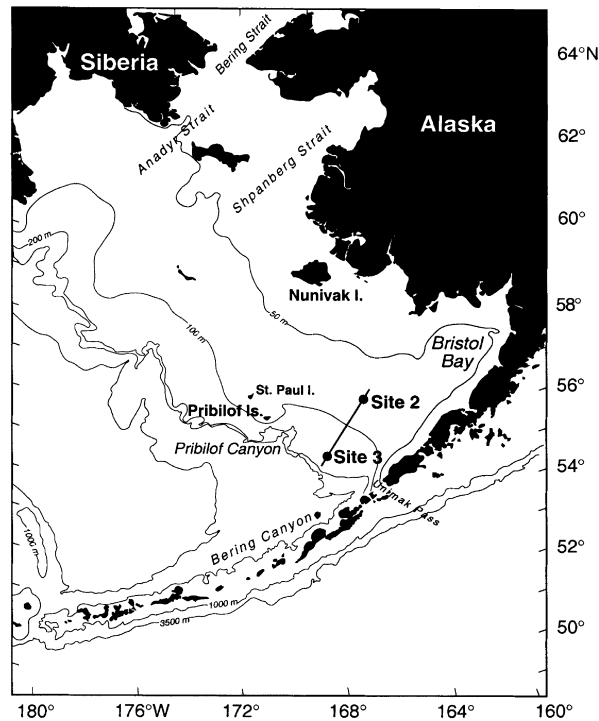 Siberia
Bering Strait
64°N
Alaska
Anadyr Strait
62°
Shpanberg Strait
60°
200 m
Nunivak I.
58°
50 m
100 m
Bristol
Bay
56°
St. Paul I.
Site 2
Pribilof Is.
Pribilof Canyon
Site 3
54°
Unimak Pass
1000 m
Bering Canyon
52°
1000 m
3500 m
50°
180°
176°W
172°
168°
164°
160°